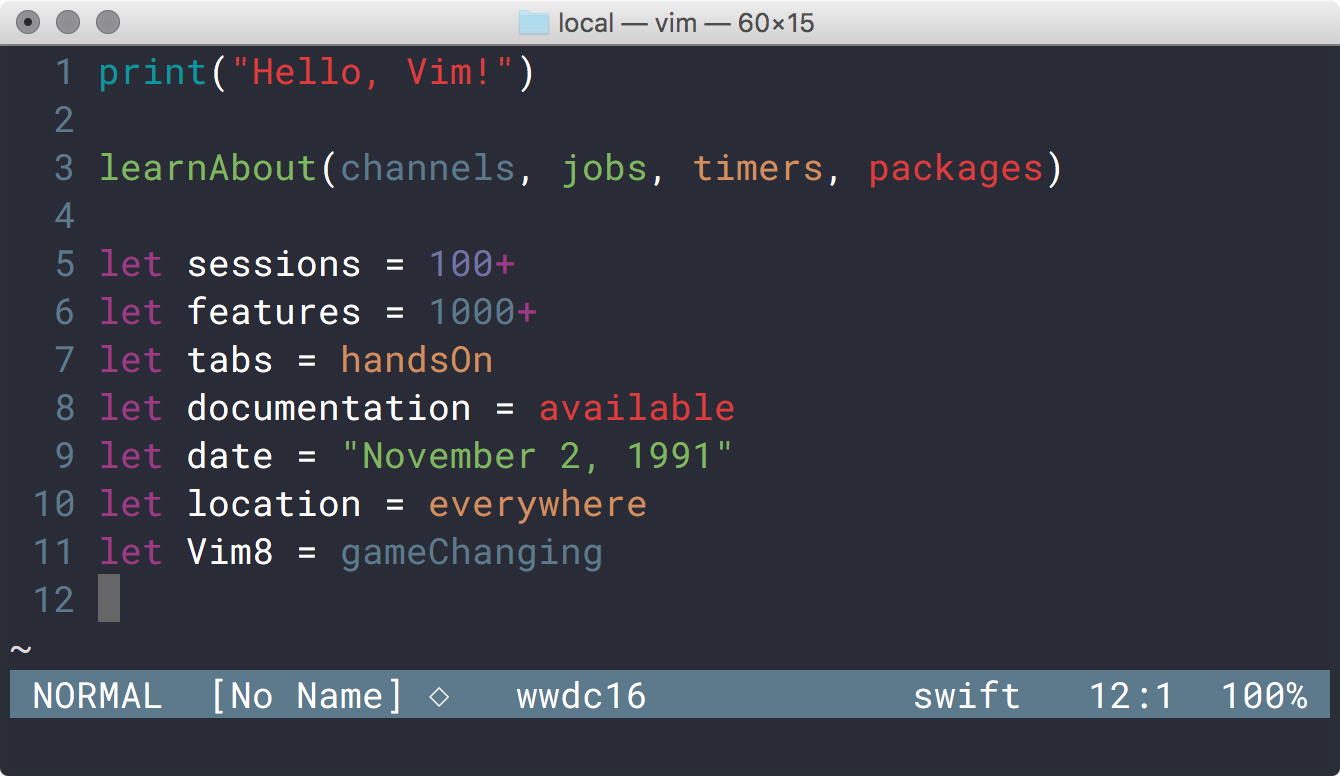 local — vim — 60×15
1 print("Hello, Vim!")
2
3 learnAbout(channels, jobs, timers, packages)
4
5 let sessions = 100+
6 let features = 1000+
7 let tabs = handsOn
8 let documentation = available
9 let date = "November 2, 1991"
10 let location = everywhere
11 let Vim8 = gameChanging
12
~
NORMAL [No Name] ◇ wwdc16 swift 12:1 100%